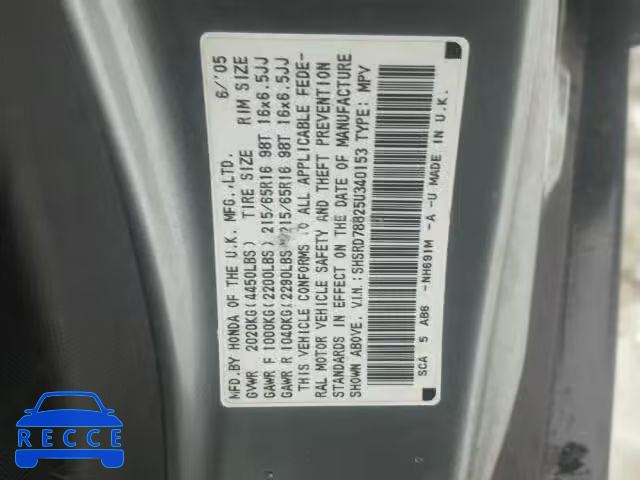 MFD.BY HONDA OF THE U.K. MFG.,LTD. 6/'05
GVWR 2020KG(4450LBS) TIRE SIZE RIM SIZE
GAWR F 1000KG(2200LBS) 215/65R16 98T 16x6.5JJ
GAWR R 1040KG(2290LBS) 215/65R16 98T 16x6.5JJ
THIS VEHICLE CONFORMS TO ALL APPLICABLE FEDE-
RAL MOTOR VEHICLE SAFETY AND THEFT PREVENTION
STANDARDS IN EFFECT ON THE DATE OF MANUFACTURE
SHOWN ABOVE. V.I.N.:SHSRD78825U340153 TYPE: MPV
SCA 5 AB8 -NH691M -A -U MADE IN U.K.